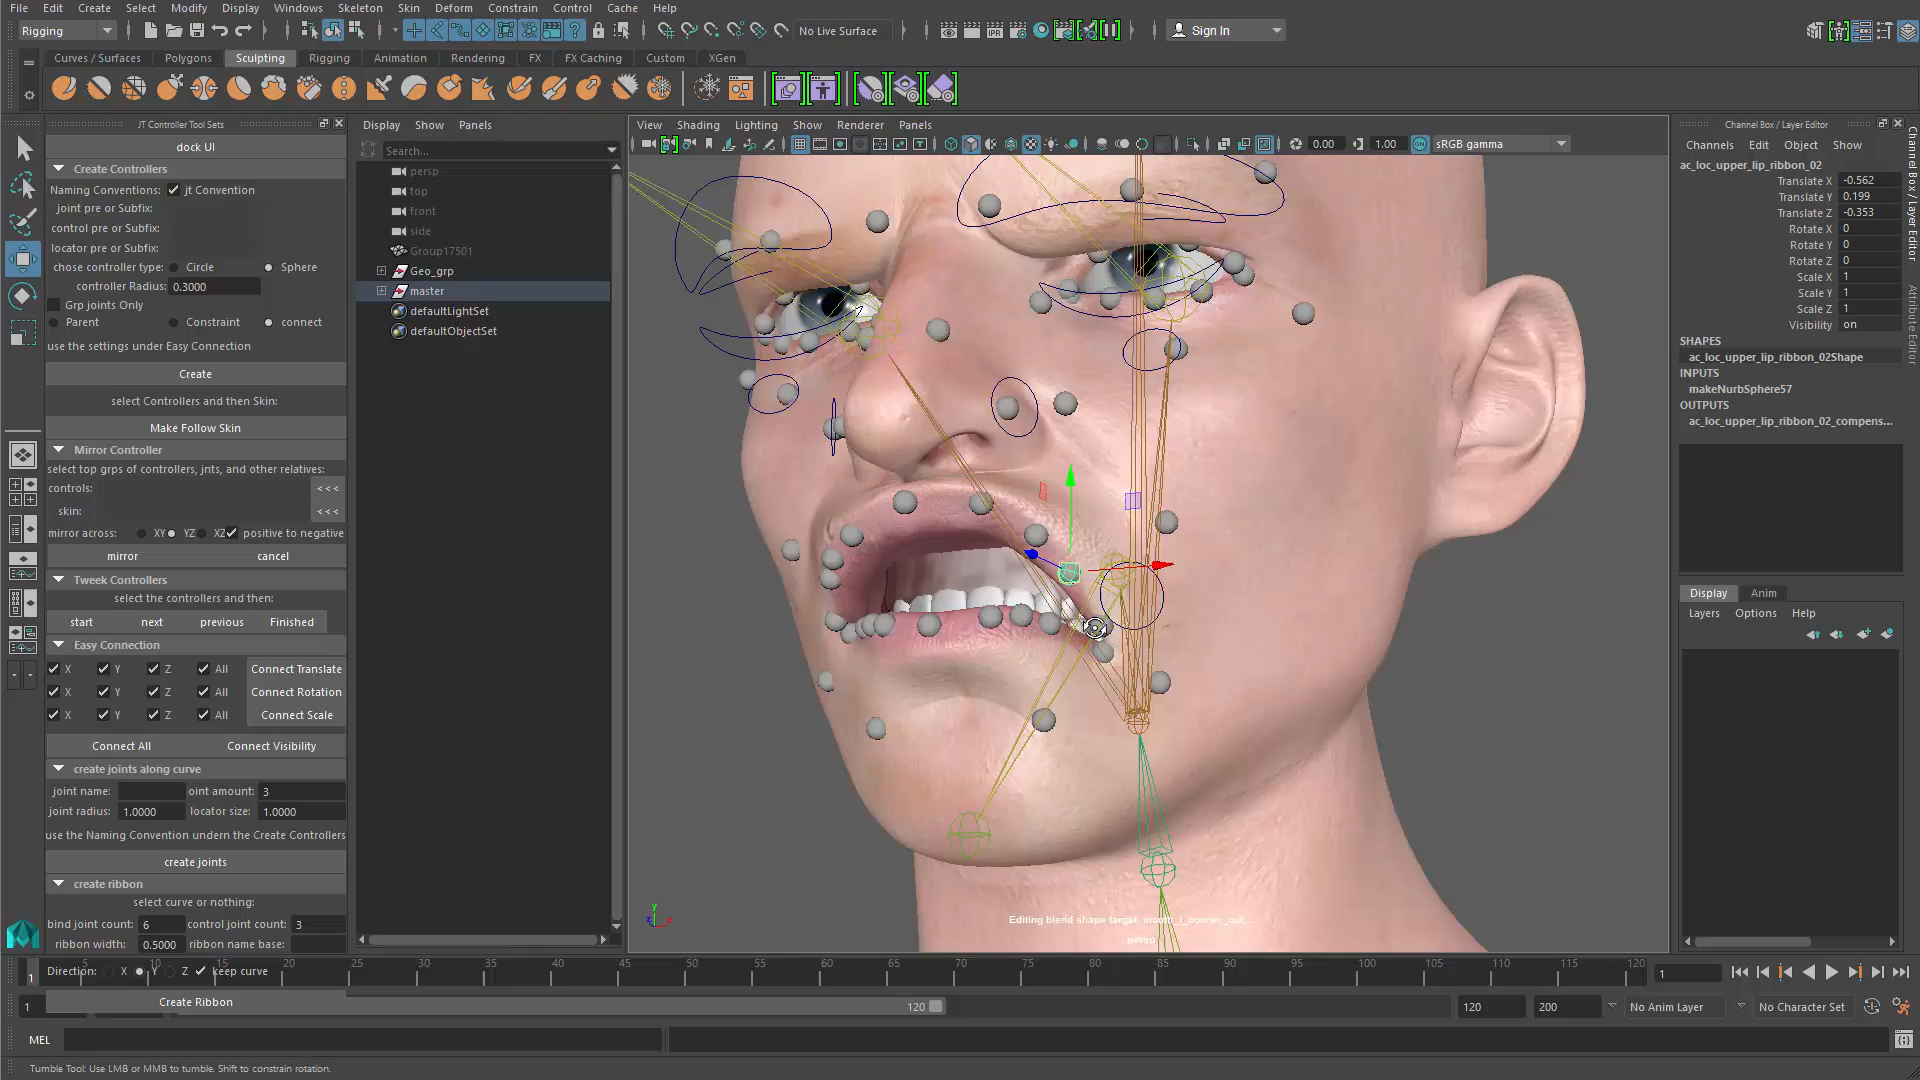 File Edit Create Select Modify Display Windows Skeleton Skin Deform Constrain Control Cache Help
Rigging No Live Surface Sign In
Curves / Surfaces Polygons Sculpting Rigging Animation Rendering FX FX Caching Custom XGen
JT Controller Tool Sets
dock UI
Create Controllers
Naming Conventions: jt Convention
joint pre or Subfix:
control pre or Subfix:
locator pre or Subfix:
chose controller type: Circle Sphere
controller Radius: 0.3000
Grp joints Only
Parent Constraint connect
use the settings under Easy Connection
Create
select Controllers and then Skin:
Make Follow Skin
Mirror Controller
select top grps of controllers, jnts, and other relatives:
controls: <<<
skin: <<<
mirror across: XY YZ XZ positive to negative
mirror cancel
Tweek Controllers
select the controllers and then:
start next previous Finished
Easy Connection
X Y Z All Connect Translate
X Y Z All Connect Rotation
X Y Z All Connect Scale
Connect All Connect Visibility
create joints along curve
joint name: oint amount: 3
joint radius: 1.0000 locator size: 1.0000
use the Naming Convention undern the Create Controllers
create joints
create ribbon
select curve or nothing:
bind joint count: 6 control joint count: 3
ribbon width: 0.5000 ribbon name base:
Direction: X Y Z keep curve
Create Ribbon
Display Show Panels
Search...
persp
top
front
side
Group17501
Geo_grp
master
defaultLightSet
defaultObjectSet
View Shading Lighting Show Renderer Panels
0.00 1.00 sRGB gamma
Editing blend shape target: mouth_l_conner_out,...
persp
y
z x
Channel Box / Layer Editor
Channels Edit Object Show
ac_loc_upper_lip_ribbon_02
Translate X -0.562
Translate Y 0.199
Translate Z -0.353
Rotate X 0
Rotate Y 0
Rotate Z 0
Scale X 1
Scale Y 1
Scale Z 1
Visibility on
SHAPES
ac_loc_upper_lip_ribbon_02Shape
INPUTS
makeNurbSphere57
OUTPUTS
ac_loc_upper_lip_ribbon_02_compens...
Channel Box / Layer Editor
Attribute Editor
Display Anim
Layers Options Help
1 5 10 15 20 25 30 35 40 45 50 55 60 65 70 75 80 85 90 95 100 105 110 115 120 1
1 120 120 200 No Anim Layer No Character Set
MEL
Tumble Tool: Use LMB or MMB to tumble. Shift to constrain rotation.